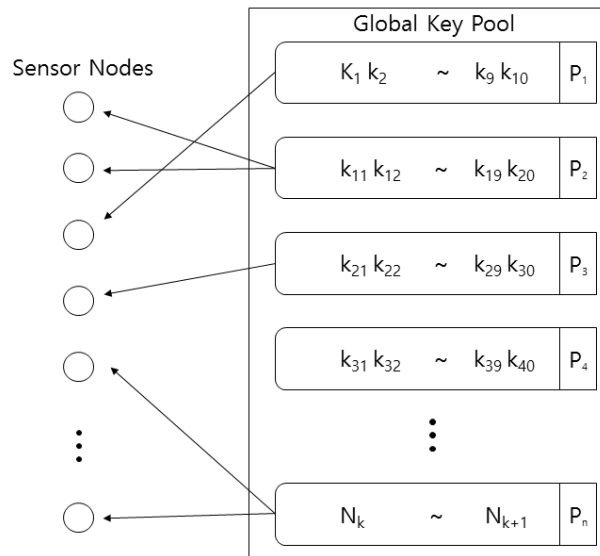 Global Key Pool
Sensor Nodes
K₁ k₂ ~ k₉ k₁₀ P₁
k₁₁ k₁₂ ~ k₁₉ k₂₀ P₂
k₂₁ k₂₂ ~ k₂₉ k₃₀ P₃
k₃₁ k₃₂ ~ k₃₉ k₄₀ P₄
Nₖ ~ Nₖ₊₁ Pₙ